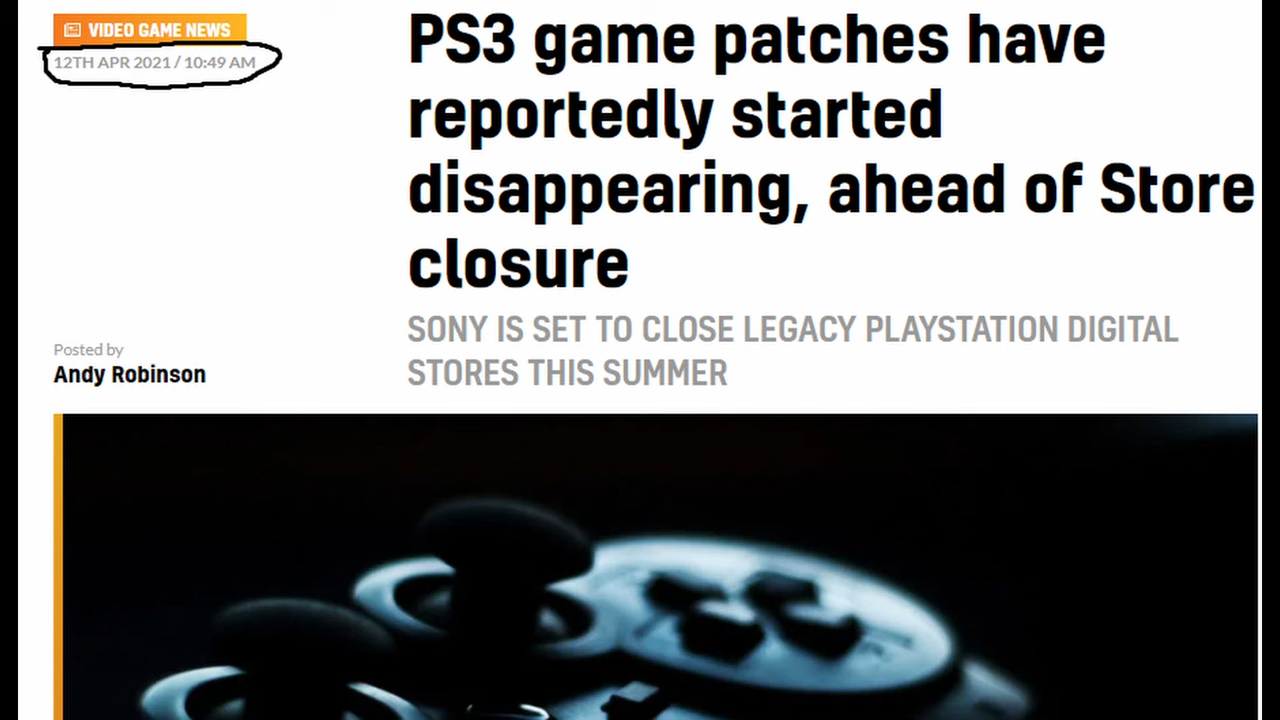 VIDEO GAME NEWS
12TH APR 2021 / 10:49 AM
PS3 game patches have
reportedly started
disappearing, ahead of Store
closure
SONY IS SET TO CLOSE LEGACY PLAYSTATION DIGITAL
STORES THIS SUMMER
Posted by
Andy Robinson